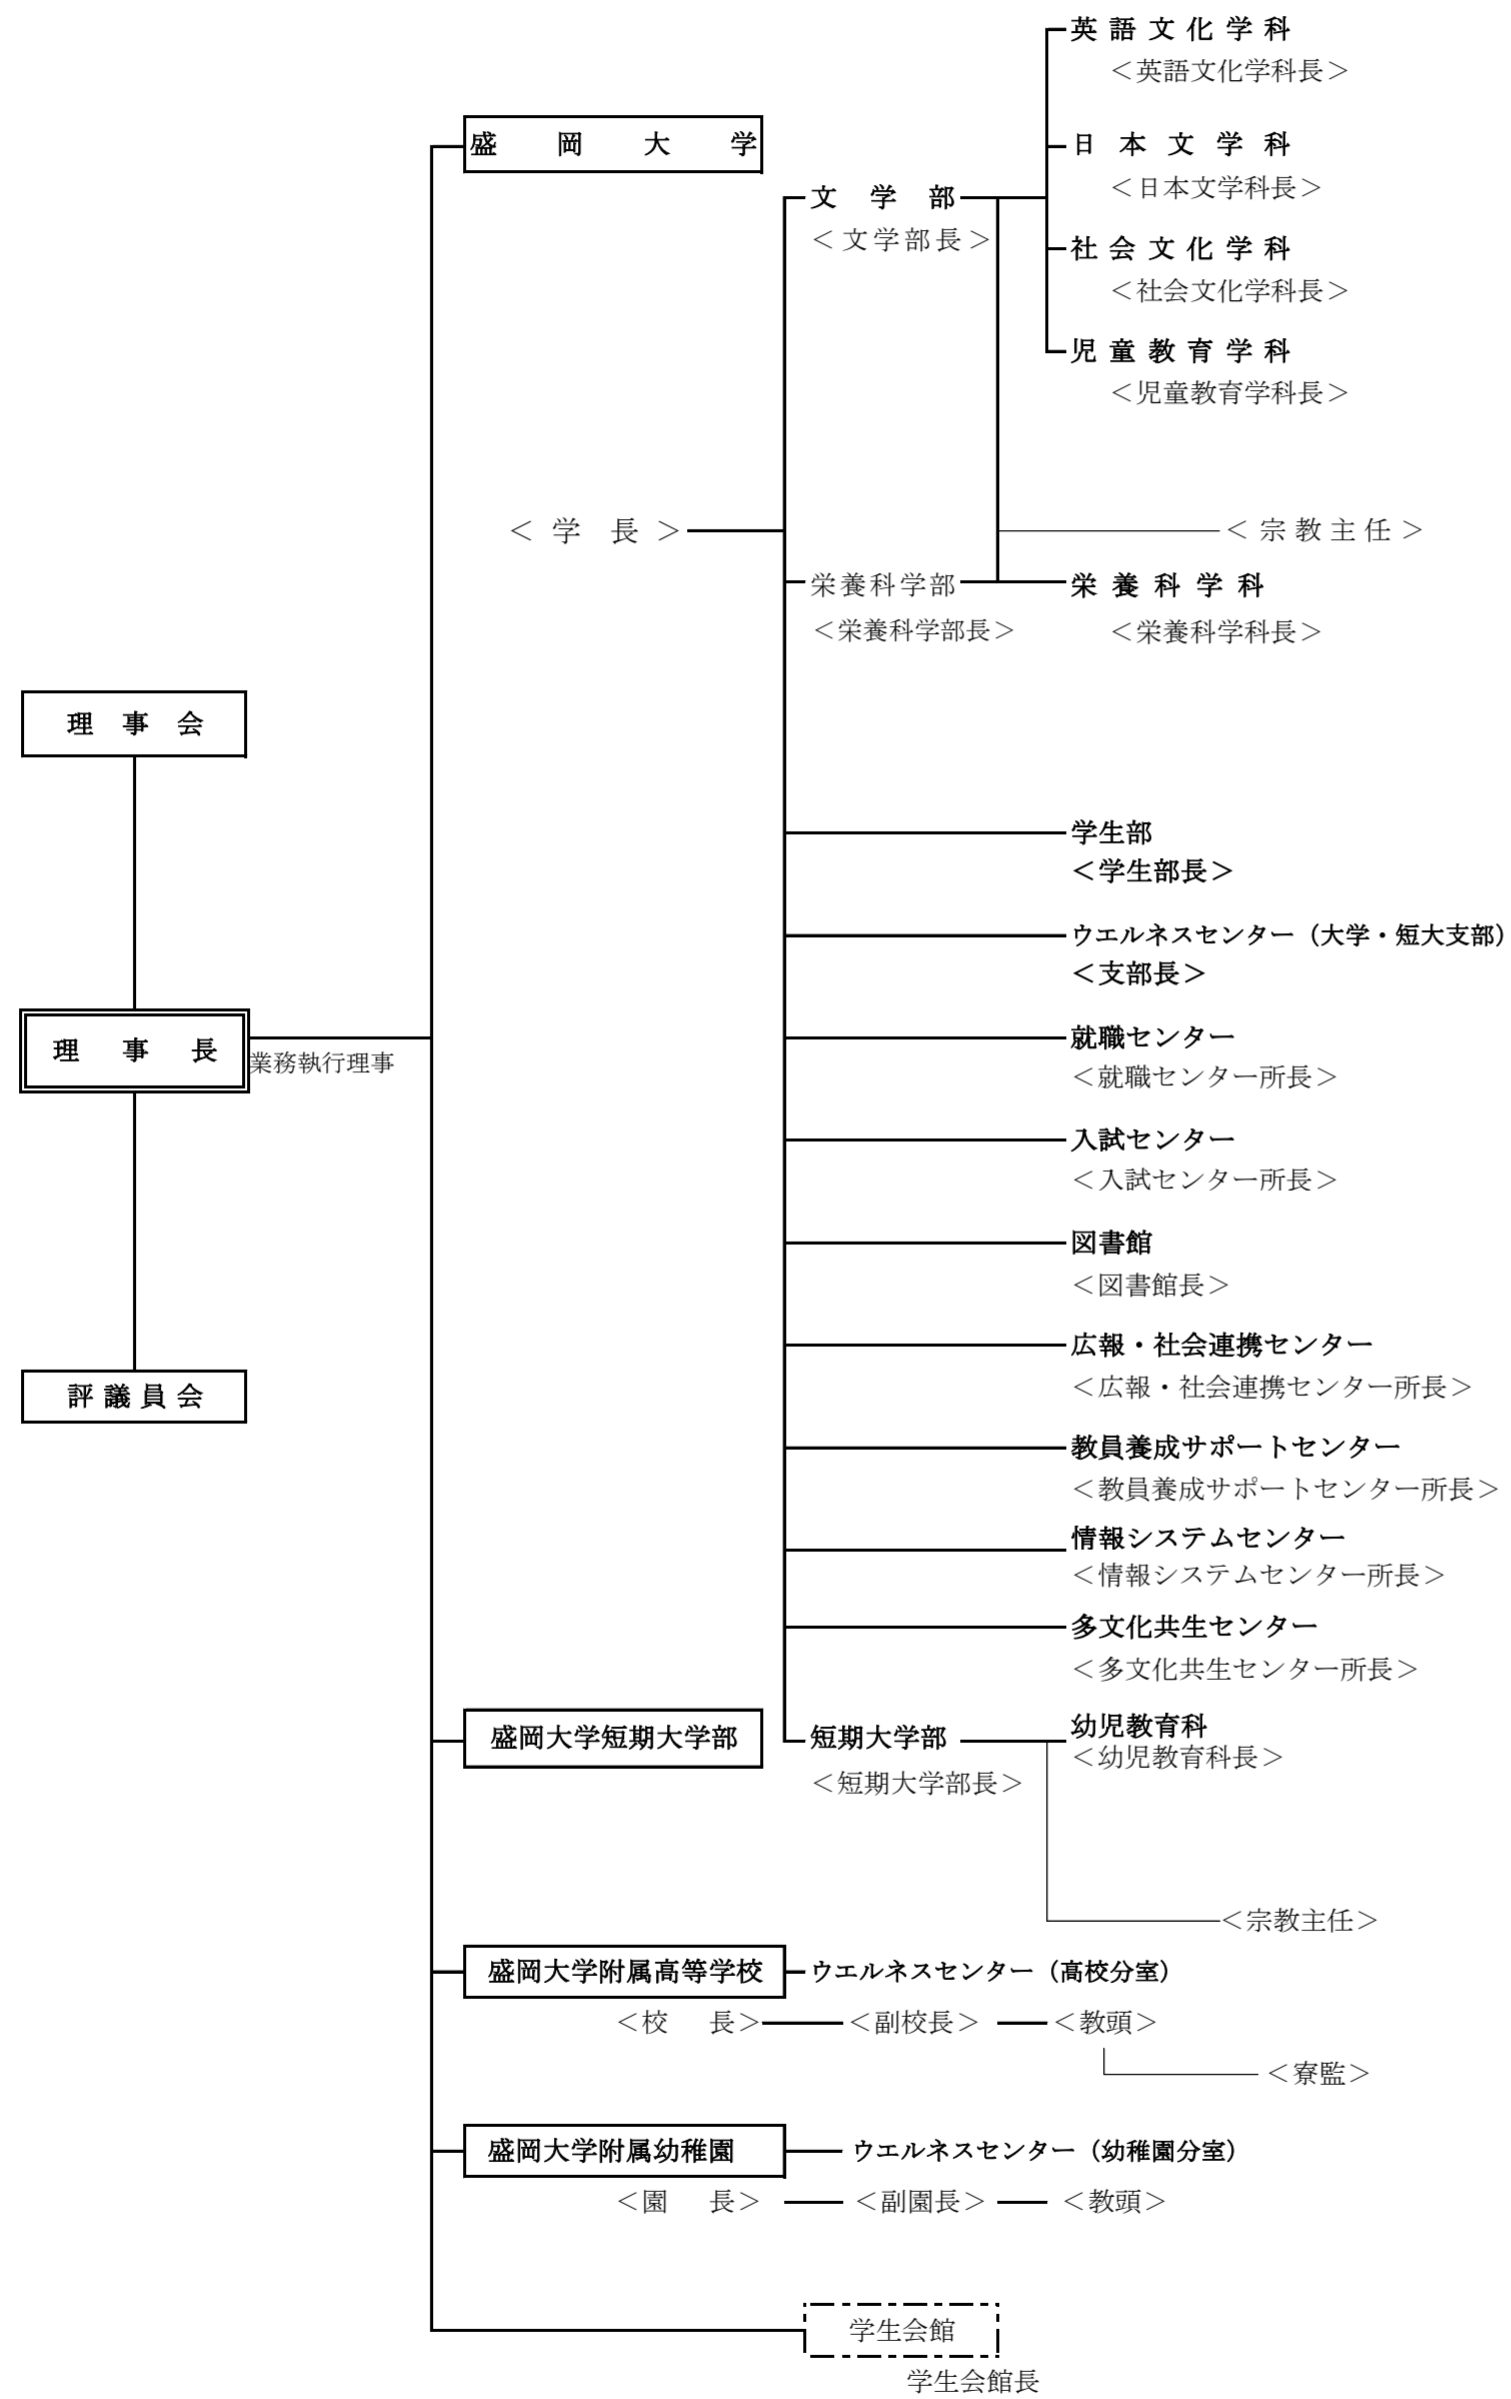 英語文化学科
＜英語文化学科長＞
盛岡大学
日本文学科
＜日本文学科長＞
文学部
＜文学部長＞
社会文化学科
＜社会文化学科長＞
児童教育学科
＜児童教育学科長＞
＜学長＞
＜宗教主任＞
栄養科学部
＜栄養科学部長＞
栄養科学科
＜栄養科学科長＞
理事会
学生部
＜学生部長＞
ウエルネスセンター（大学・短大支部）
＜支部長＞
理事長
業務執行理事
就職センター
＜就職センター所長＞
入試センター
＜入試センター所長＞
図書館
＜図書館長＞
広報・社会連携センター
＜広報・社会連携センター所長＞
評議員会
教員養成サポートセンター
＜教員養成サポートセンター所長＞
情報システムセンター
＜情報システムセンター所長＞
多文化共生センター
＜多文化共生センター所長＞
盛岡大学短期大学部
短期大学部
＜短期大学部長＞
幼児教育科
＜幼児教育科長＞
＜宗教主任＞
盛岡大学附属高等学校
ウエルネスセンター（高校分室）
＜校長＞
＜副校長＞
＜教頭＞
＜寮監＞
盛岡大学附属幼稚園
ウエルネスセンター（幼稚園分室）
＜園長＞
＜副園長＞
＜教頭＞
学生会館
学生会館長